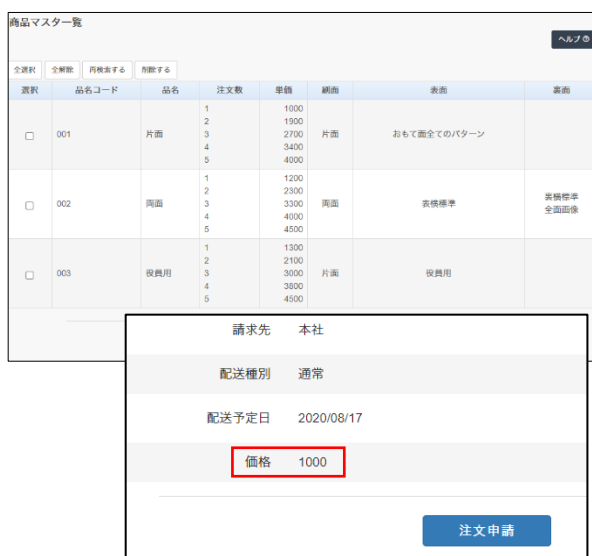 商品マスター覧
ヘルプ
全選択 全解除 再検索する 削除する
選択 品名コード 品名 注文数 単価 刷面 表面 裏面
001 片面 片面 おもて面全てのパターン
1 1000
2 1900
3 2700
4 3400
5 4000
002 両面 両面 表横標準 裏横標準
全面画像
1 1200
2 2300
3 3300
4 4000
5 4500
003 役員用 片面 役員用
1 1300
2 2100
3 3000
4 3800
5 4500
請求先 本社
配送種別 通常
配送予定日 2020/08/17
価格 1000
注文申請